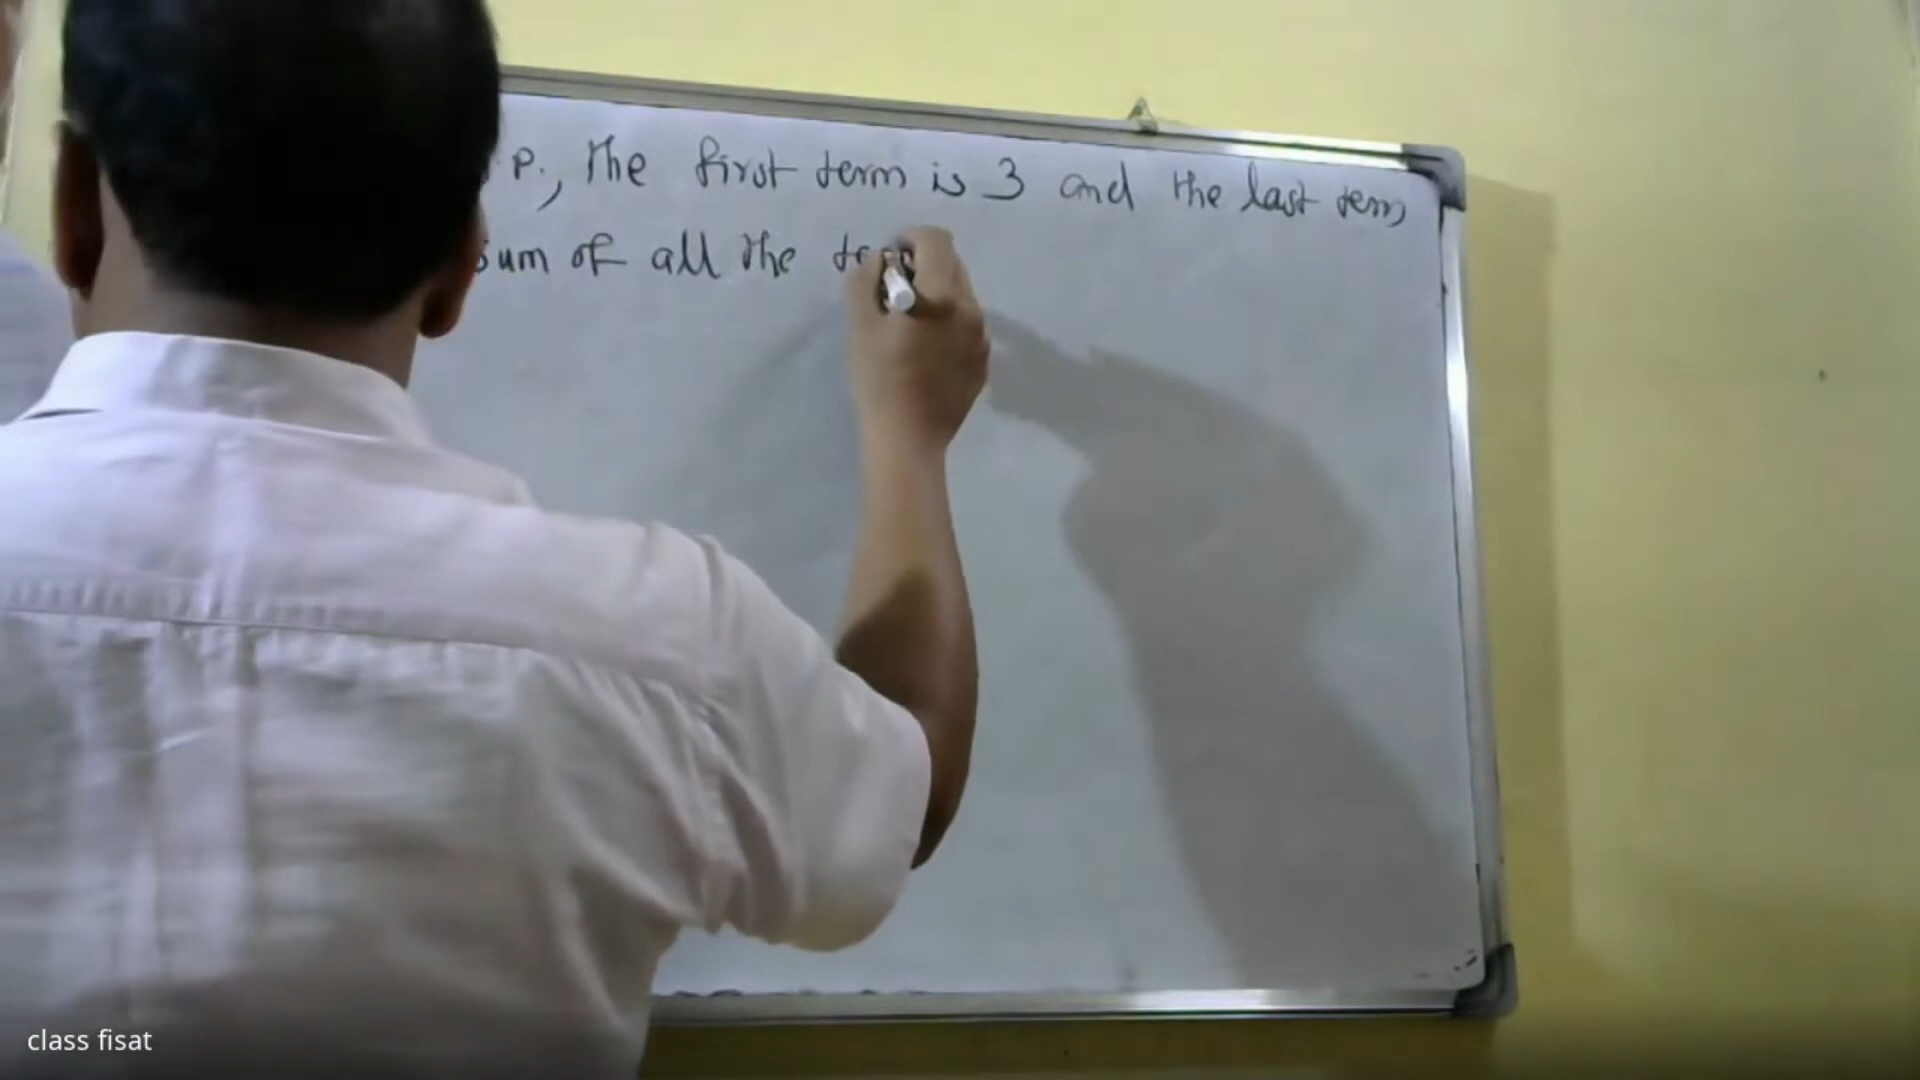 P., the first term is 3 and the last term
sum of all the
class fisat